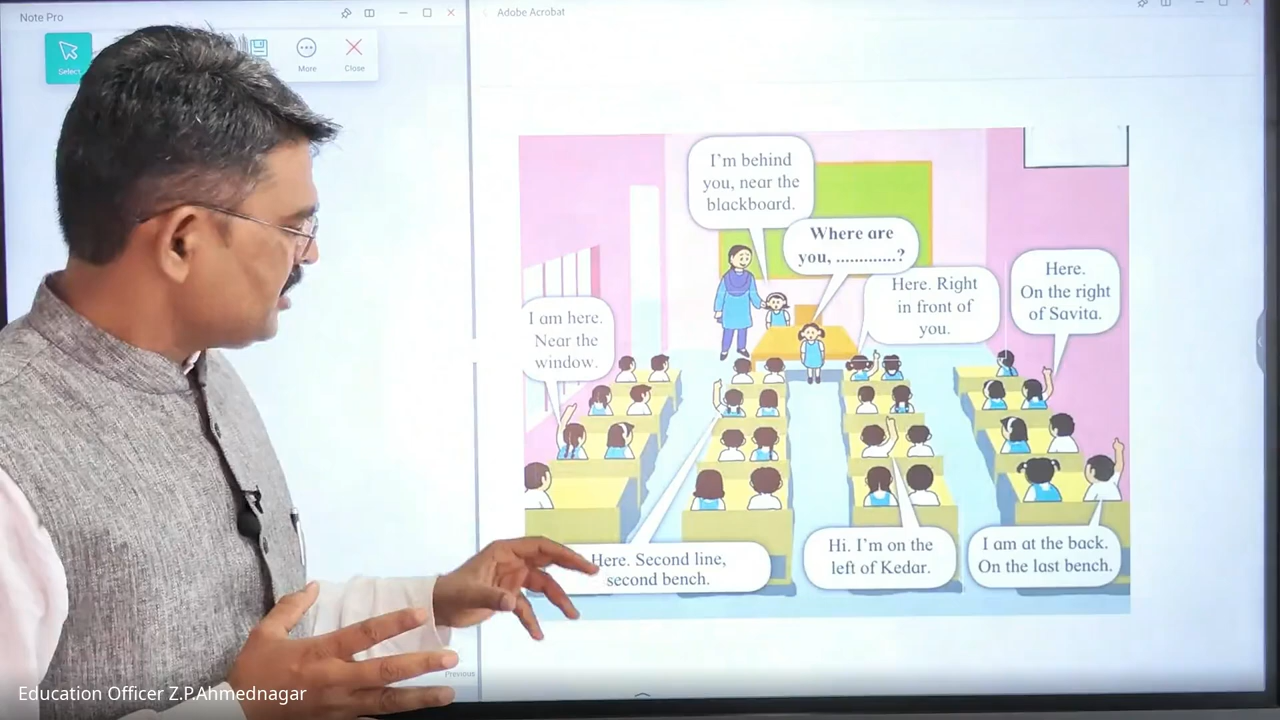 Note Pro
Adobe Acrobat
Select
More
Close
I'm behind
you, near the
blackboard.
Where are
you, .............?
Here. Right
in front of
you.
Here.
On the right
of Savita.
I am here.
Near the
window.
Here. Second line,
second bench.
Hi. I'm on the
left of Kedar.
I am at the back.
On the last bench.
Previous
Education Officer Z.P.Ahmednagar